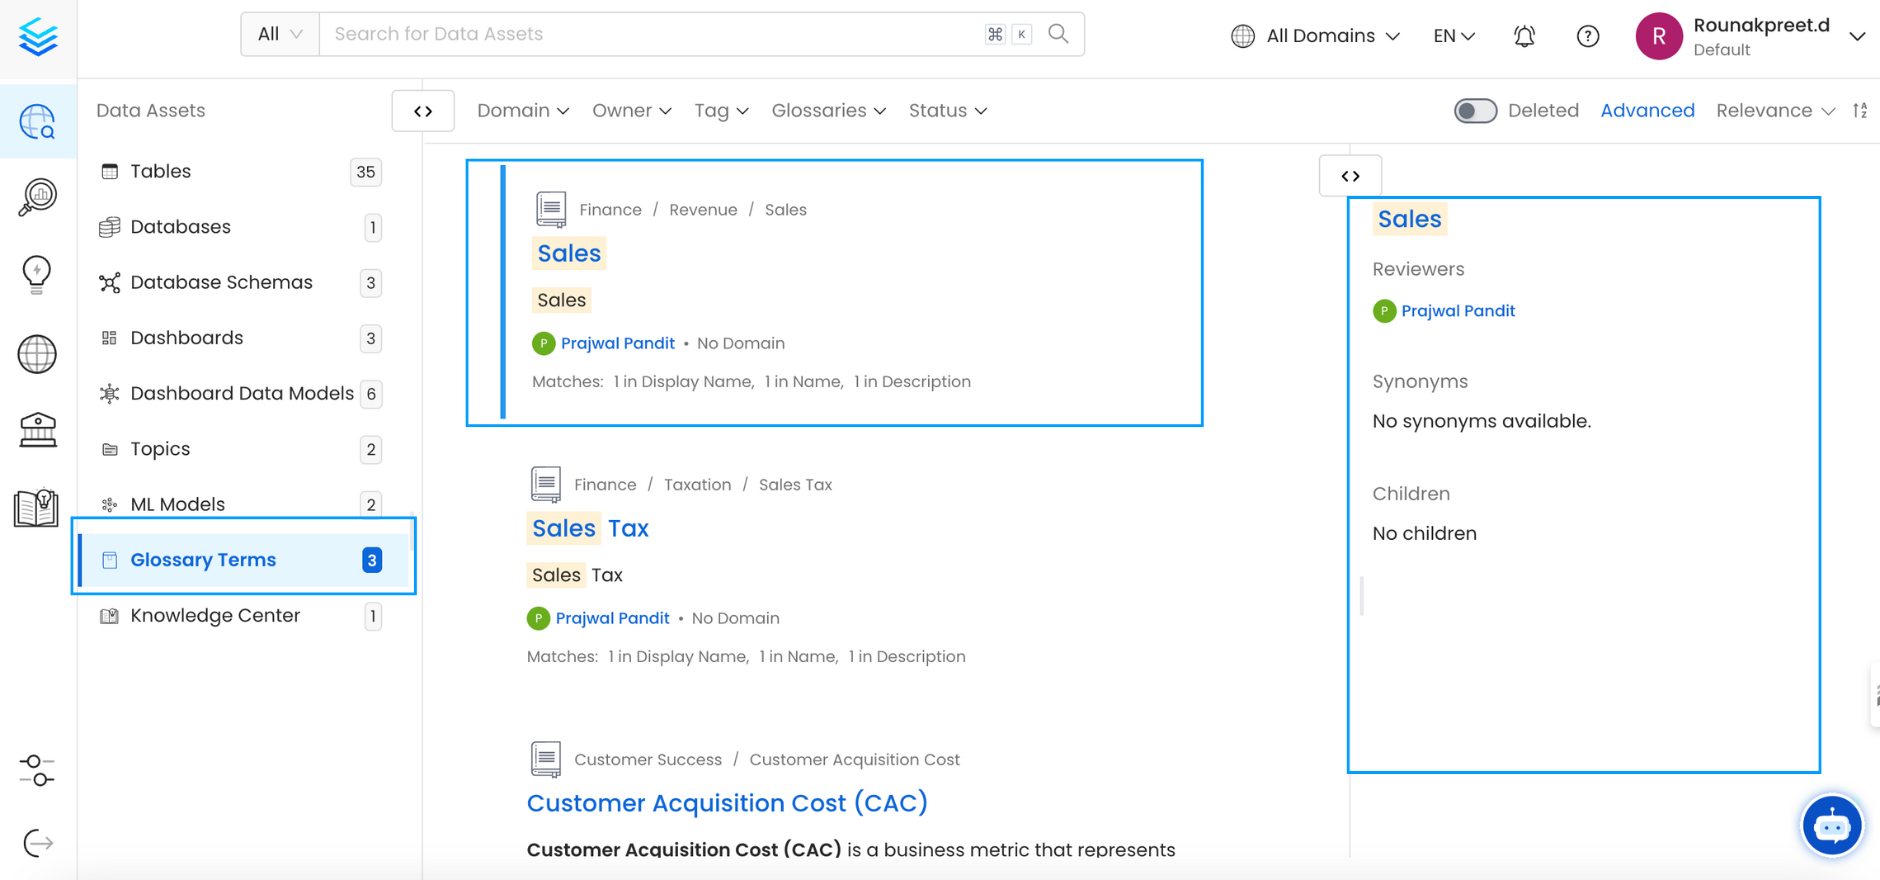 All
Search for Data Assets
⌘ K
All Domains
EN
R
Rounakpreet.d
Default
Data Assets
Domain
Owner
Tag
Glossaries
Status
Deleted
Advanced
Relevance
Tables 35
Databases 1
Database Schemas 3
Dashboards 3
Dashboard Data Models 6
Topics 2
ML Models 2
Glossary Terms 3
Knowledge Center 1
Finance / Revenue / Sales
Sales
Sales
P Prajwal Pandit • No Domain
Matches: 1 in Display Name, 1 in Name, 1 in Description
Finance / Taxation / Sales Tax
Sales Tax
Sales Tax
P Prajwal Pandit • No Domain
Matches: 1 in Display Name, 1 in Name, 1 in Description
Customer Success / Customer Acquisition Cost
Customer Acquisition Cost (CAC)
Customer Acquisition Cost (CAC) is a business metric that represents
Sales
Reviewers
P Prajwal Pandit
Synonyms
No synonyms available.
Children
No children